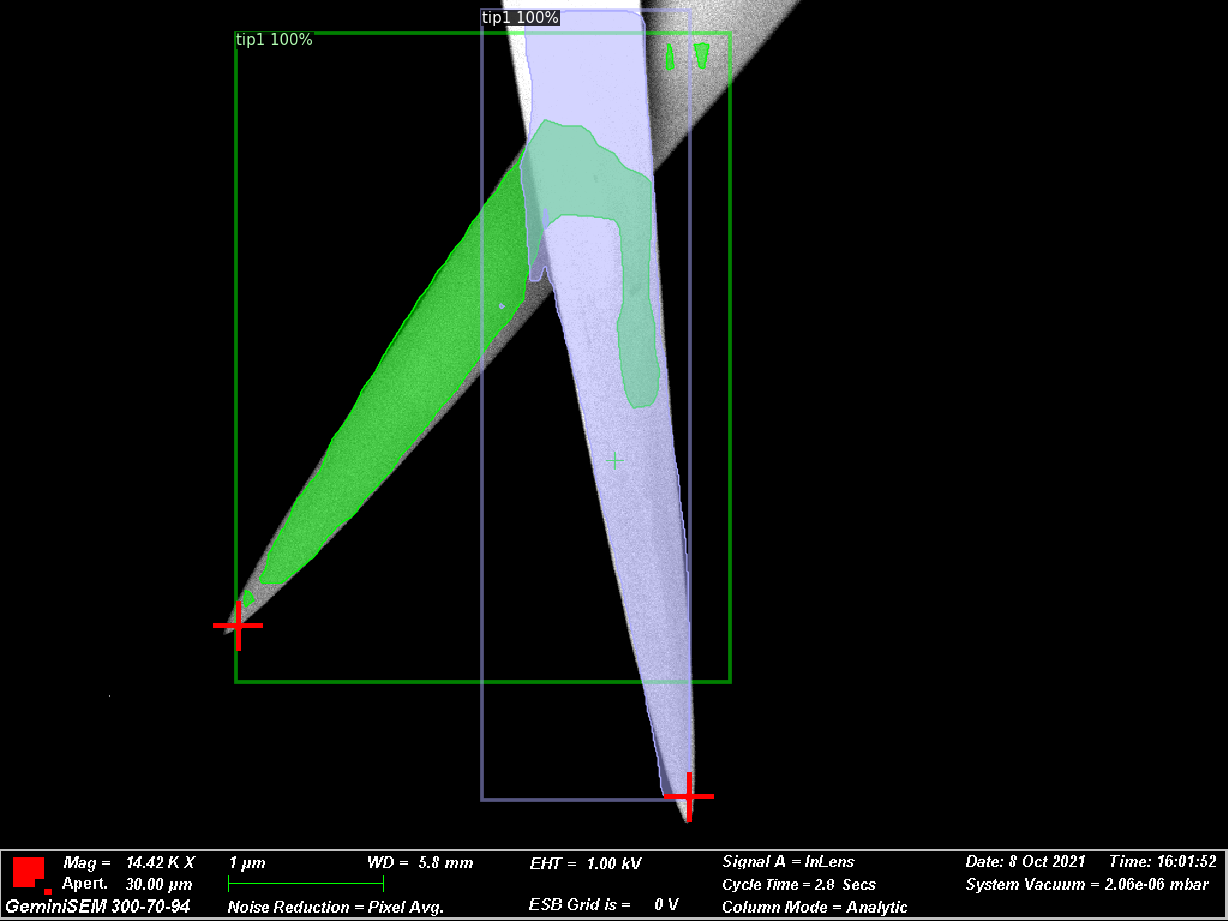 tip1 100%
tip1 100%
Mag = 14.42 K X
1 µm
WD = 5.8 mm
EHT = 1.00 kV
Signal A = InLens
Date: 8 Oct 2021
Time: 16:01:52
Apert. 30.00 µm
Cycle Time = 2.8 Secs
System Vacuum = 2.06e-06 mbar
GeminiSEM 300-70-94
Noise Reduction = Pixel Avg.
ESB Grid is = 0 V
Column Mode = Analytic